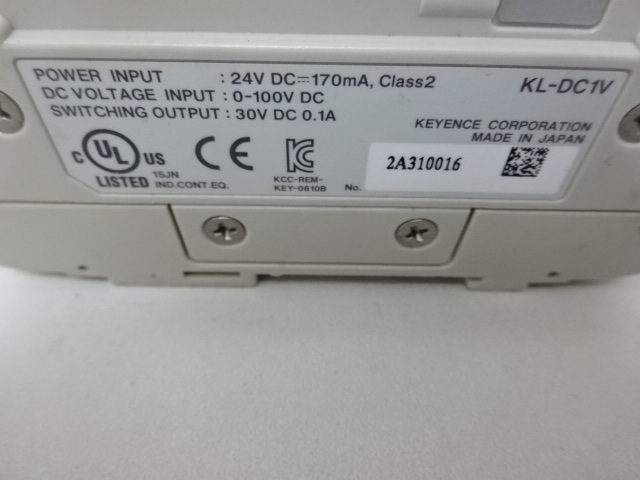 POWER INPUT : 24V DC⎓170mA, Class2
KL-DC1V
DC VOLTAGE INPUT : 0-100V DC
SWITCHING OUTPUT : 30V DC 0.1A
KEYENCE CORPORATION
MADE IN JAPAN
C UL US
LISTED
15JN
IND.CONT.EQ.
CE
KC
KCC-REM-
KEY-0610B
No. 2A310016